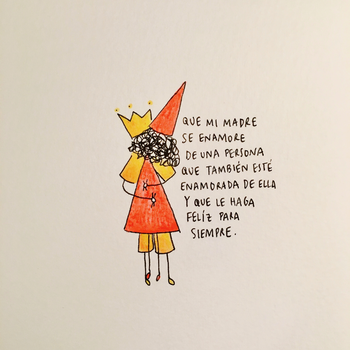 QUE MI MADRE
SE ENAMORE
DE UNA PERSONA
QUE TAMBIÉN ESTÉ
ENAMORADA DE ELLA
Y QUE LE HAGA
FELÍZ PARA
SIEMPRE.